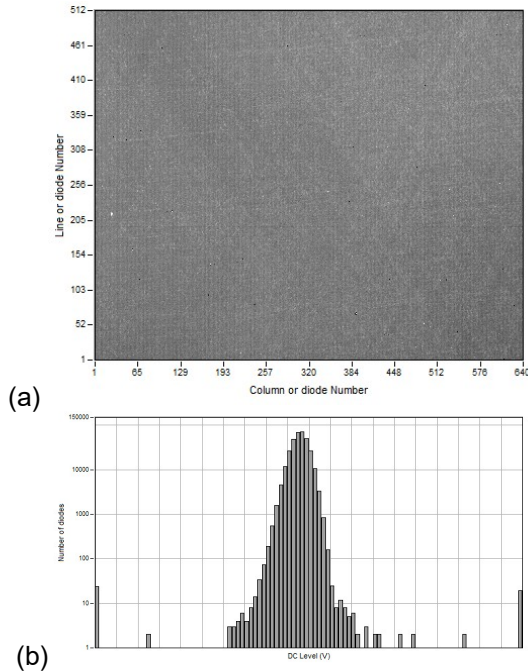 512
461
410
359
308
256
205
154
103
52
1
Line or diode Number
1 65 129 193 257 320 384 448 512 576 640
Column or diode Number
(a)
150000
10000
1000
100
10
1
Number of diodes
DC Level (V)
(b)